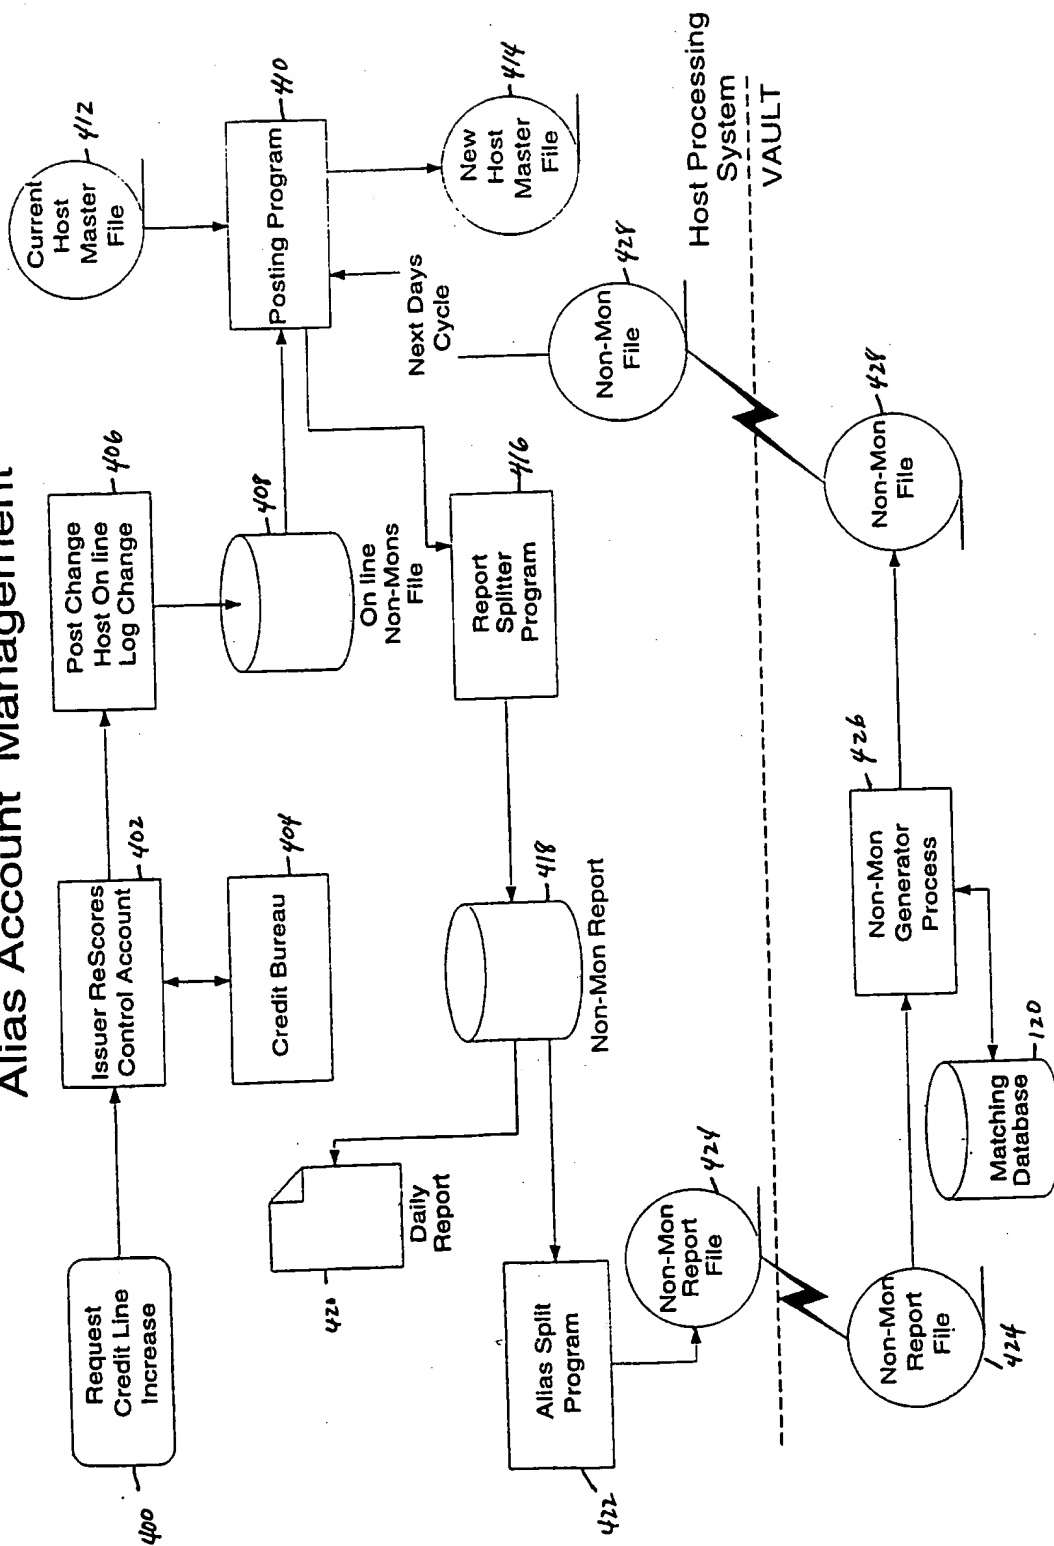 Alias Account Management
Request
Credit Line
Increase
400
Issuer ReScores
Control Account
402
Credit Bureau
404
Post Change
Host On line
Log Change
406
408
On line
Non-Mons
File
Current
Host
Master
File
412
Posting Program
410
New
Host
Master
File
414
Next Days
Cycle
Report
Splitter
Program
416
418
Non-Mon Report
Daily
Report
420
Alias Split
Program
422
Non-Mon
Report
File
424
Non-Mon
File
428
Host Processing
System
VAULT
Non-Mon
Report
File
424
Matching
Database
120
Non-Mon
Generator
Process
426
Non-Mon
File
428